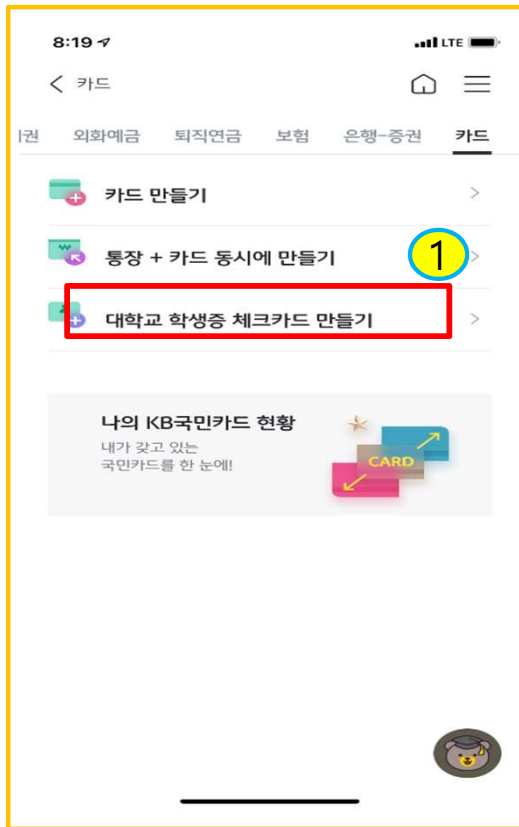 8:19 LTE
카드
기권 외화예금 퇴직연금 보험 은행-증권 카드
카드 만들기
통장 + 카드 동시에 만들기
1
대학교 학생증 체크카드 만들기
나의 KB국민카드 현황
내가 갖고 있는
국민카드를 한 눈에!
CARD